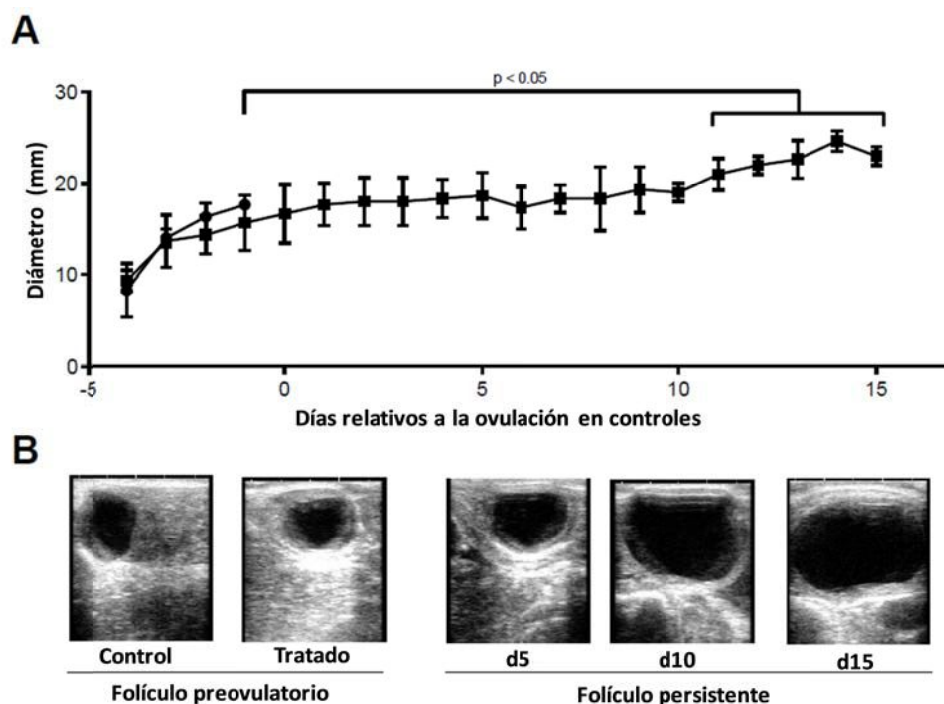 A
p < 0.05
30
20
10
0
Diámetro (mm)
-5 0 5 10 15
Días relativos a la ovulación en controles
B
Control Tratado d5 d10 d15
Folículo preovulatorio Folículo persistente